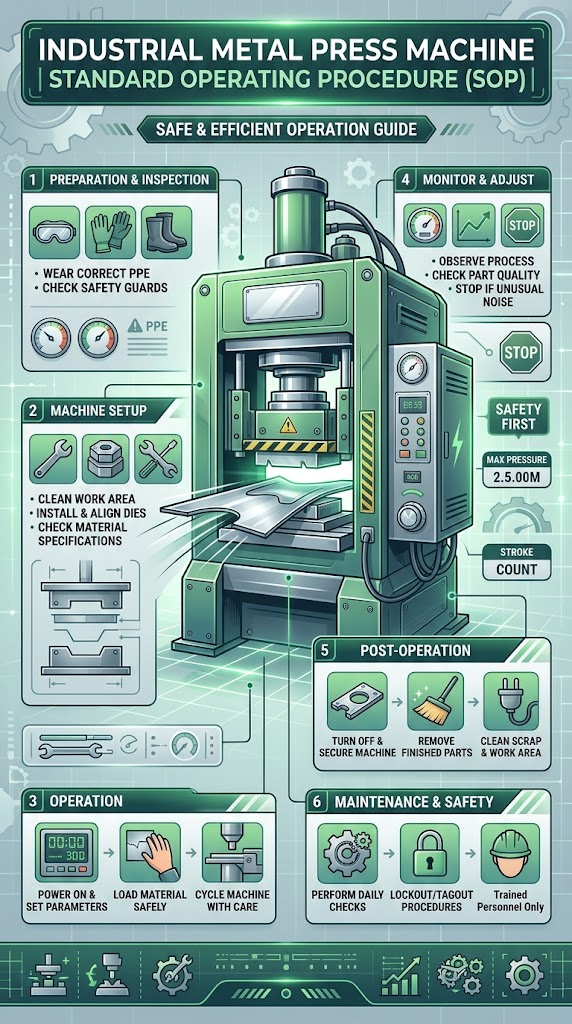 INDUSTRIAL METAL PRESS MACHINE
STANDARD OPERATING PROCEDURE (SOP)
SAFE & EFFICIENT OPERATION GUIDE
1 PREPARATION & INSPECTION
• WEAR CORRECT PPE
• CHECK SAFETY GUARDS
PPE
2 MACHINE SETUP
• CLEAN WORK AREA
• INSTALL & ALIGN DIES
• CHECK MATERIAL
SPECIFICATIONS
4 MONITOR & ADJUST
STOP
• OBSERVE PROCESS
• CHECK PART QUALITY
• STOP IF UNUSUAL
NOISE
STOP
SAFETY
FIRST
MAX PRESSURE
2.5.00M
STROKE
COUNT
5 POST-OPERATION
TURN OFF &
SECURE MACHINE
REMOVE
FINISHED PARTS
CLEAN SCRAP
& WORK AREA
3 OPERATION
00:00
300
POWER ON &
SET PARAMETERS
LOAD MATERIAL
SAFELY
CYCLE MACHINE
WITH CARE
6 MAINTENANCE & SAFETY
PERFORM DAILY
CHECKS
LOCKOUT/TAGOUT
PROCEDURES
Trained
Personnel Only